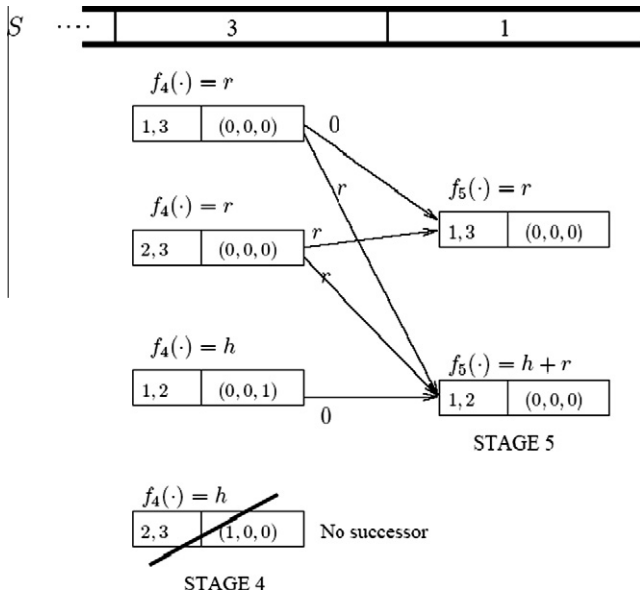 S .... 3 1
f₄(·) = r
1,3 (0,0,0)
0
r
f₅(·) = r
1,3 (0,0,0)
f₄(·) = r
2,3 (0,0,0)
r
r
f₄(·) = h
1,2 (0,0,1)
0
f₅(·) = h + r
1,2 (0,0,0)
STAGE 5
f₄(·) = h
2,3 (1,0,0)
No successor
STAGE 4